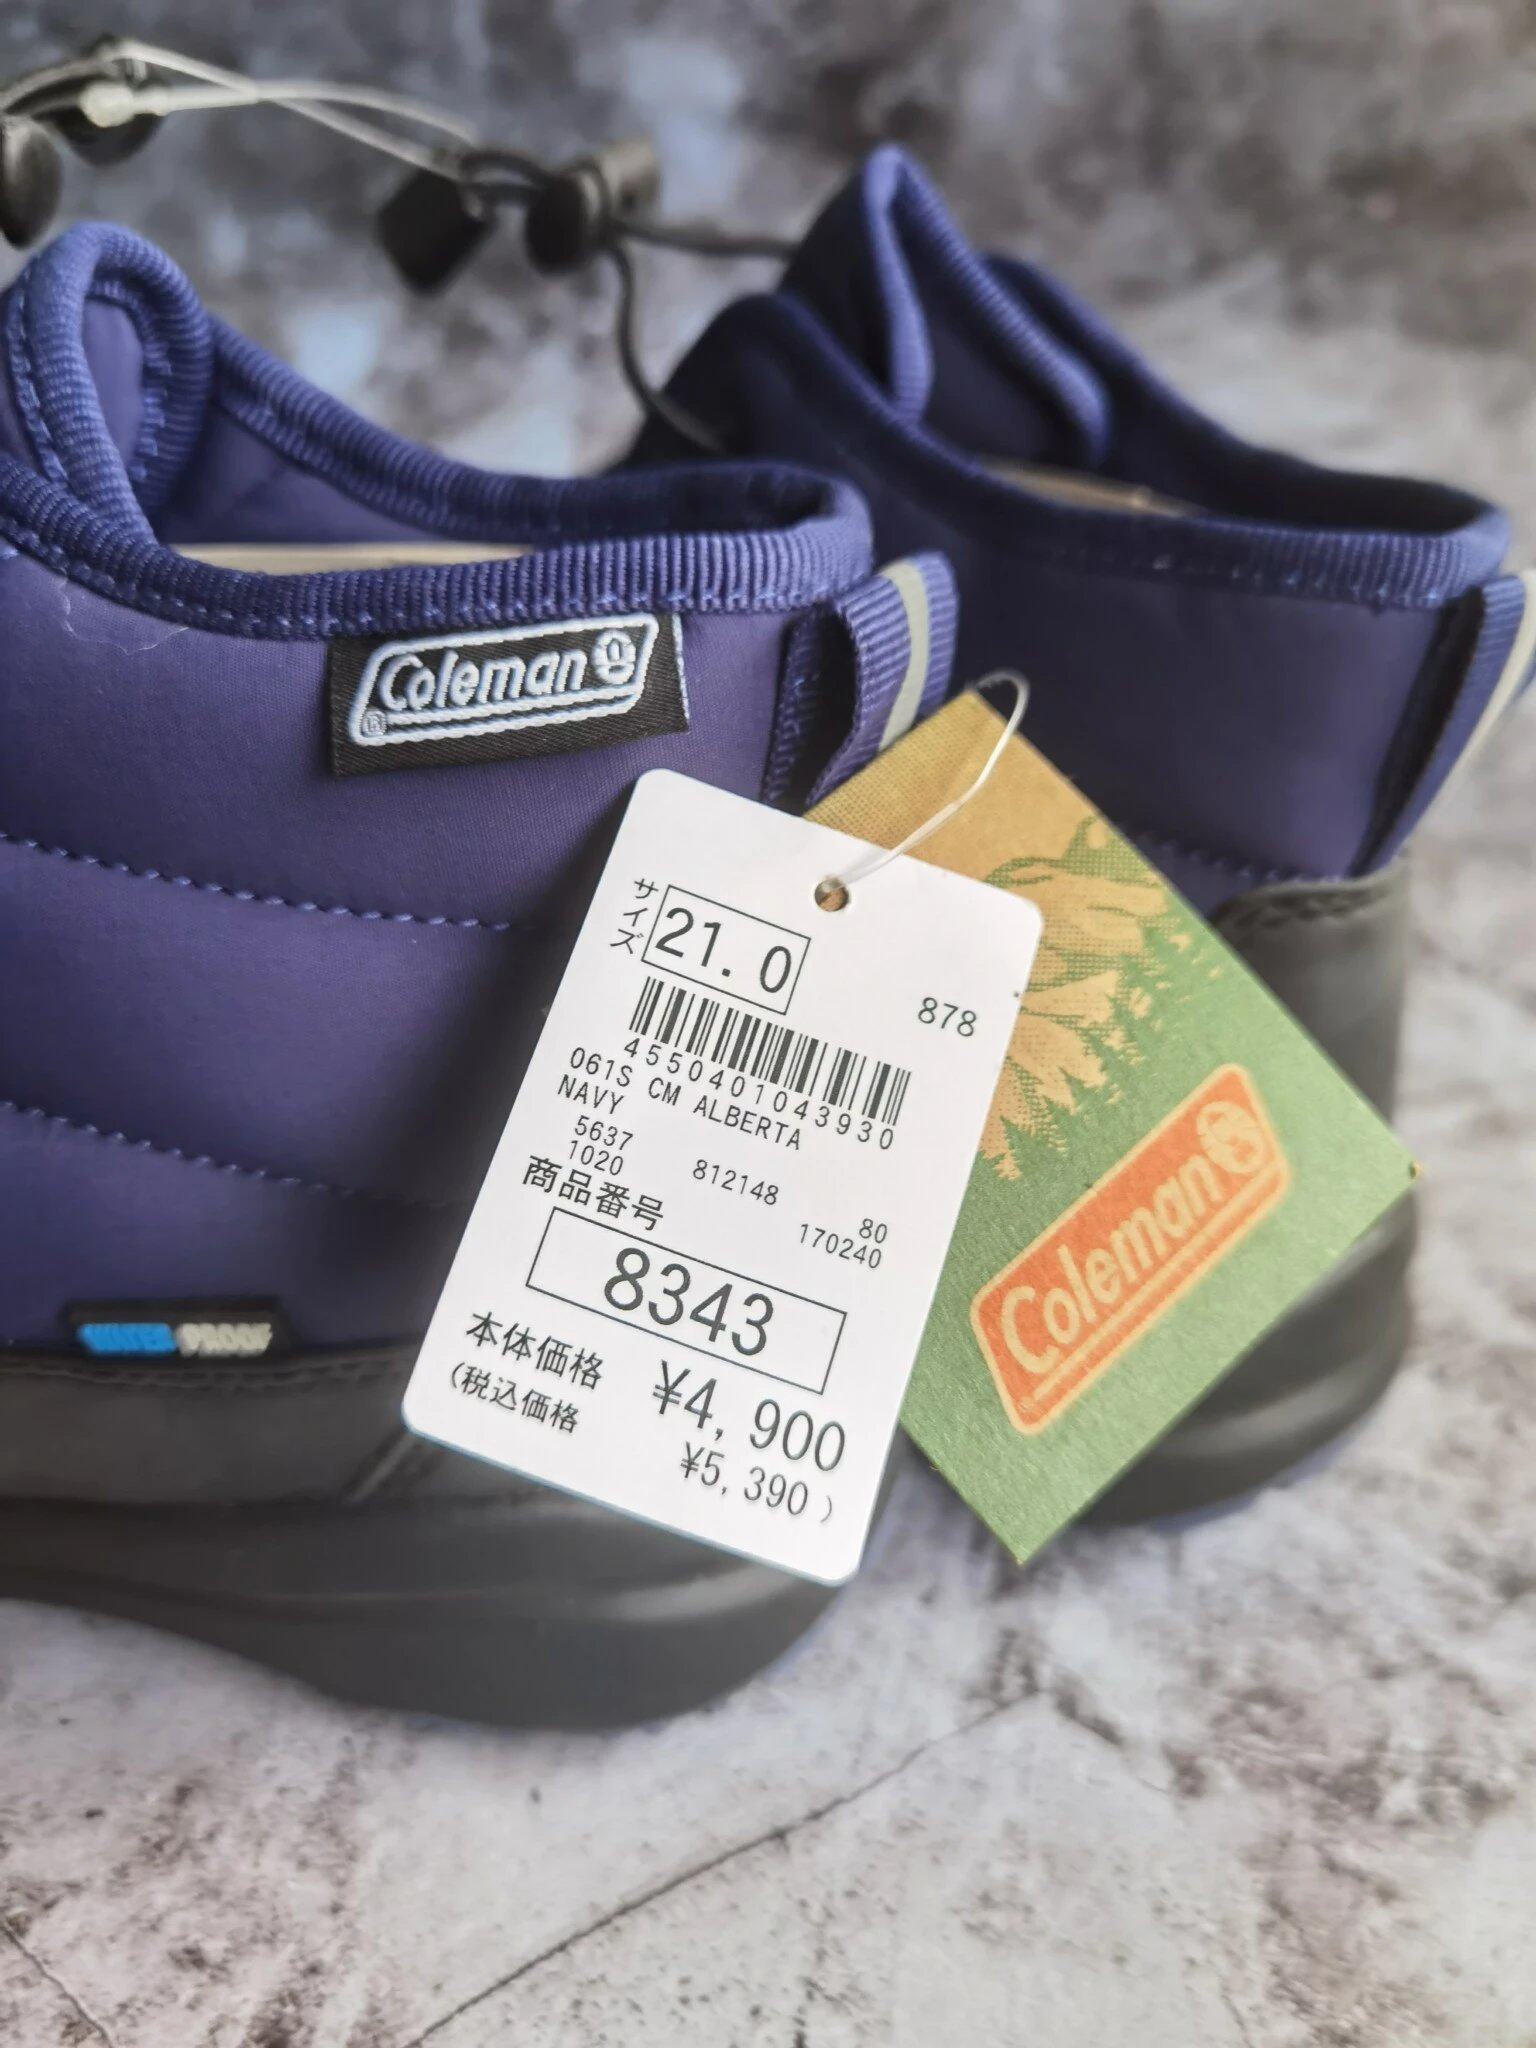 Coleman
サイズ
21.0
878
4550401043930
061S CM ALBERTA
NAVY
5637
1020 812148 80
170240
商品番号
8343
本体価格 ¥4,900
(税込価格 ¥5,390)
Coleman
WATER PROOF